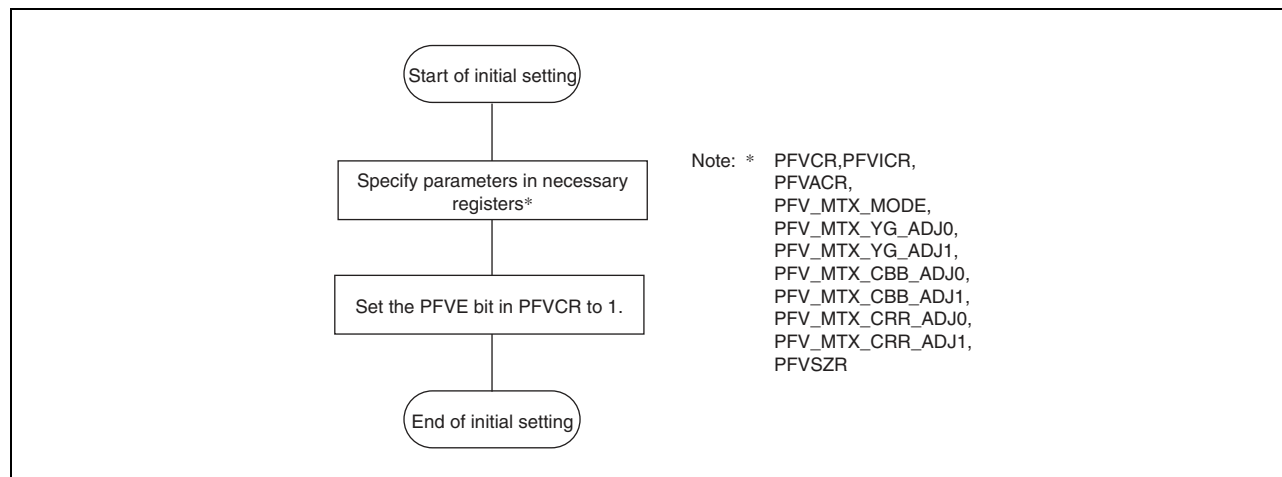 Start of initial setting
Specify parameters in necessary
registers*
Set the PFVE bit in PFVCR to 1.
End of initial setting
Note: * PFVCR,PFVICR,
PFVACR,
PFV_MTX_MODE,
PFV_MTX_YG_ADJ0,
PFV_MTX_YG_ADJ1,
PFV_MTX_CBB_ADJ0,
PFV_MTX_CBB_ADJ1,
PFV_MTX_CRR_ADJ0,
PFV_MTX_CRR_ADJ1,
PFVSZR